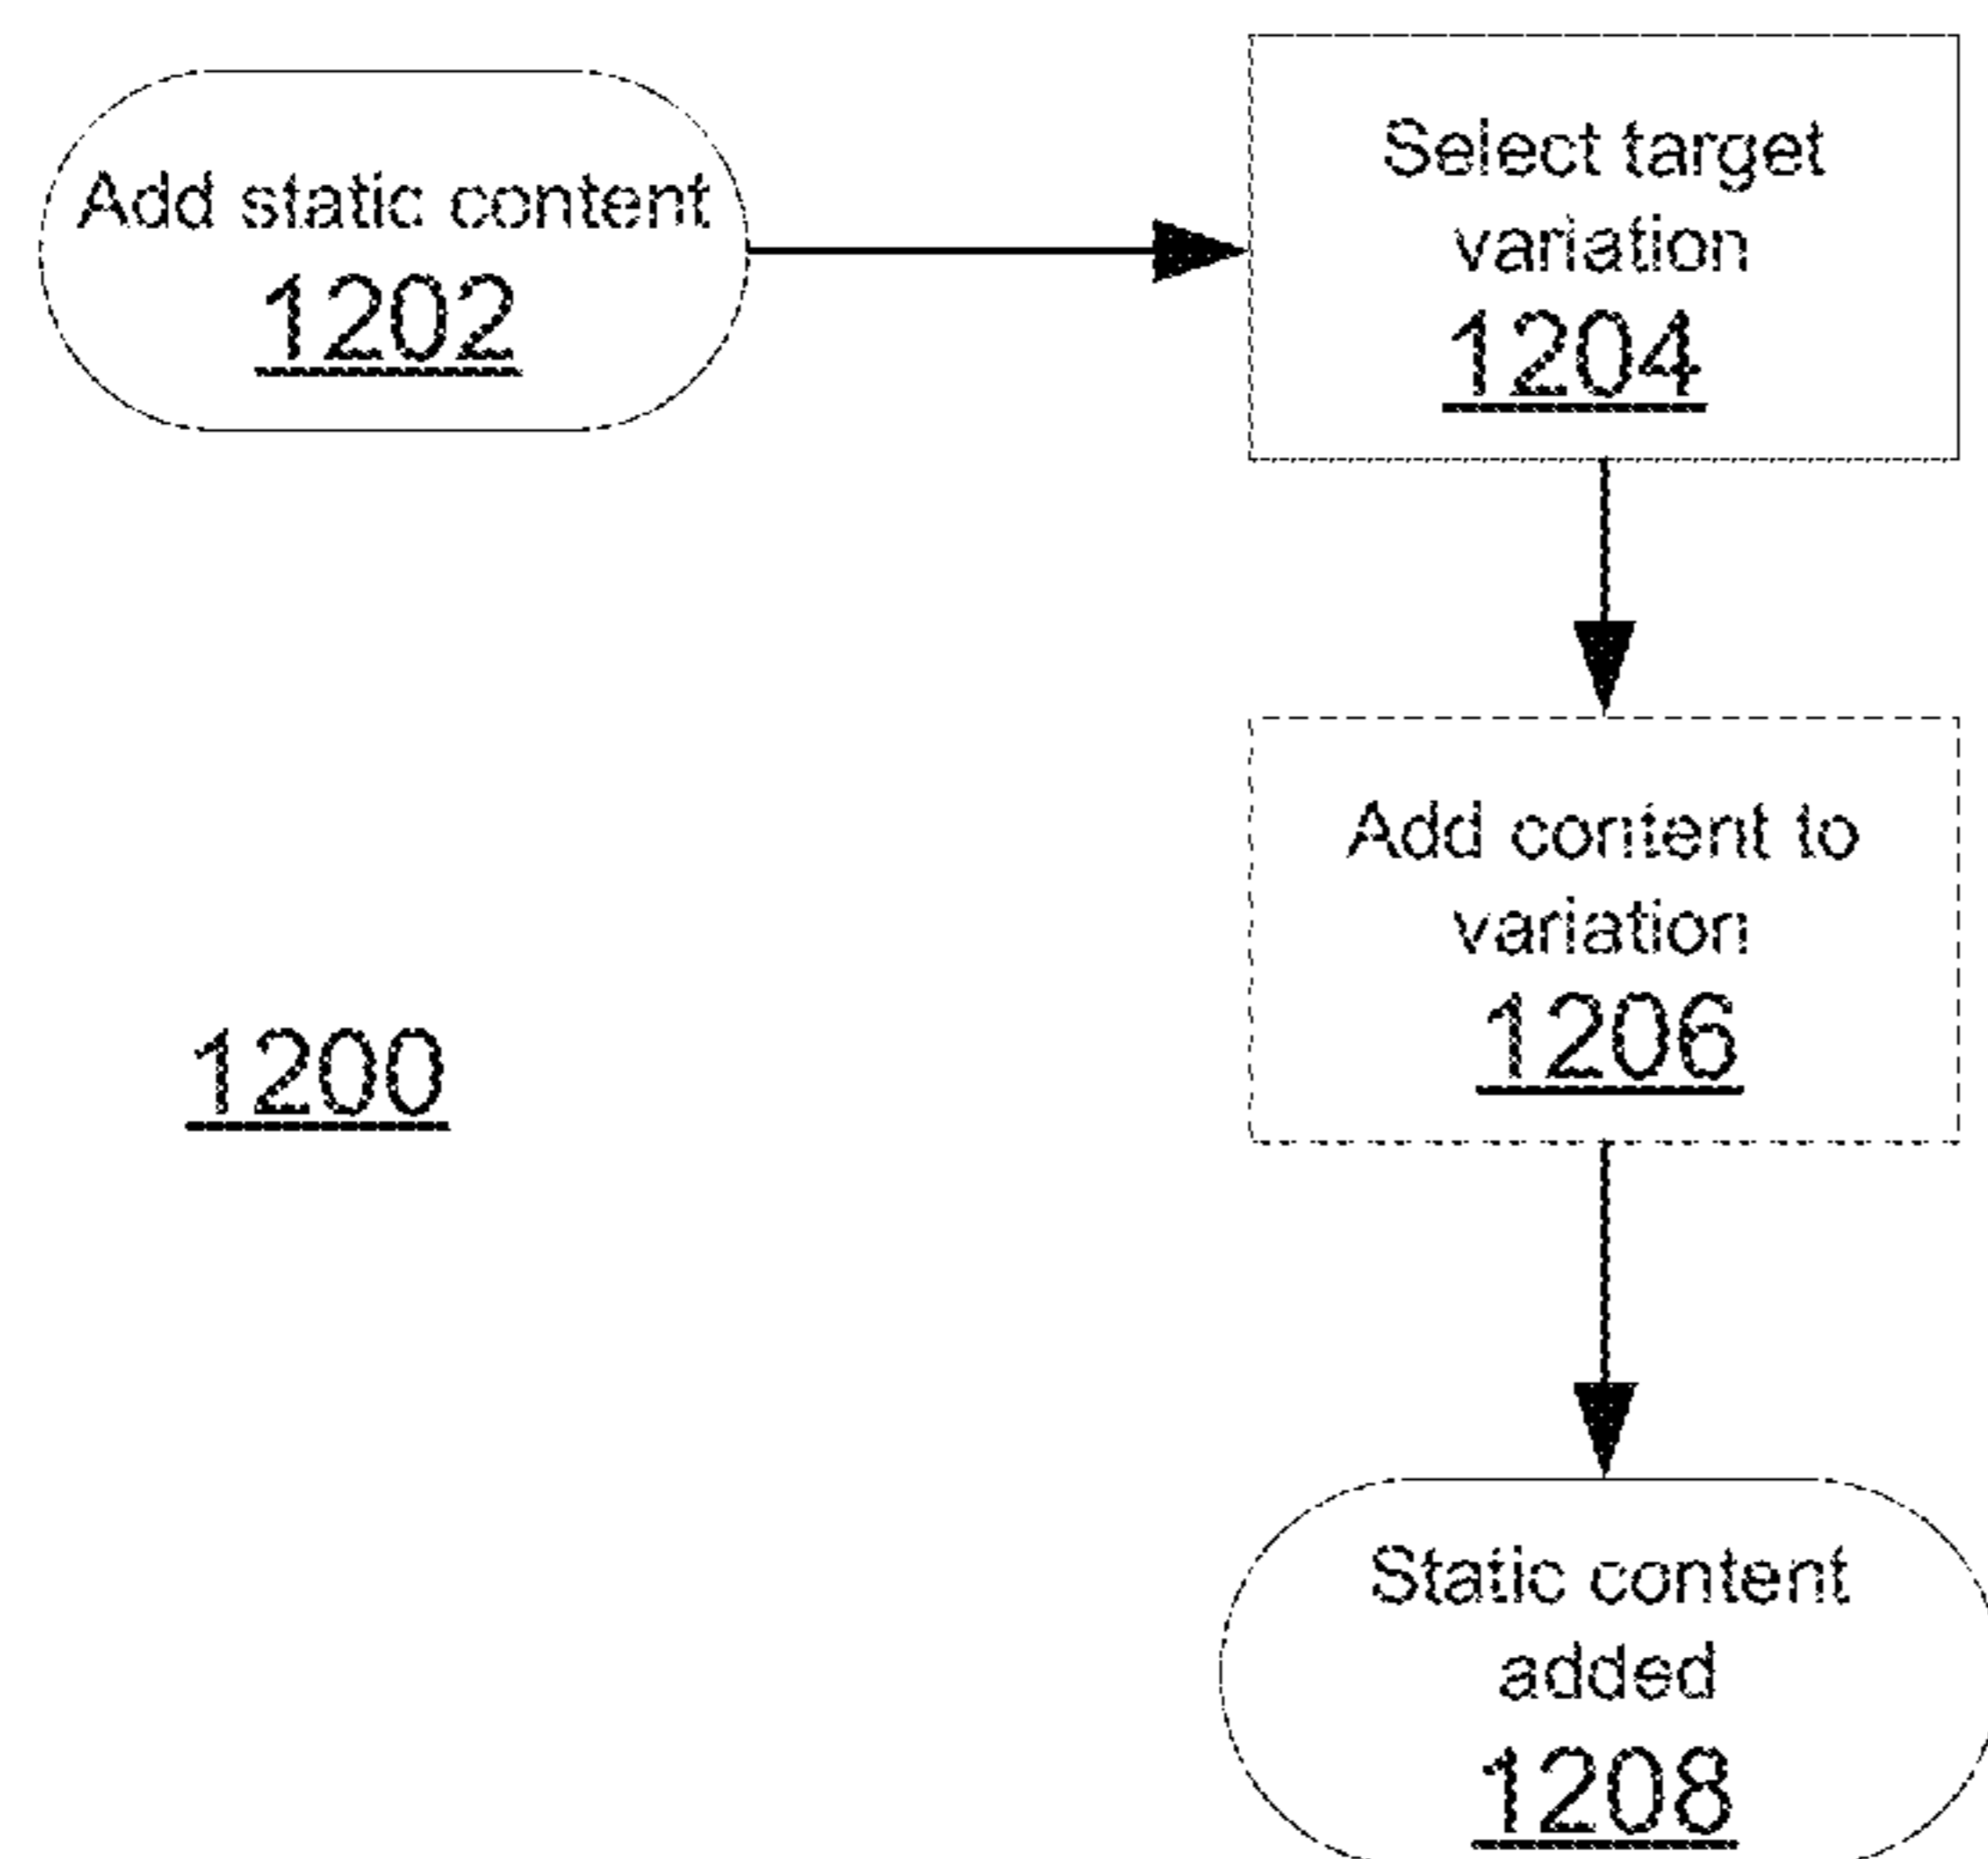 Add static content
1202
Select target
variation
1204
Add content to
variation
1206
1200
Static content
added
1208